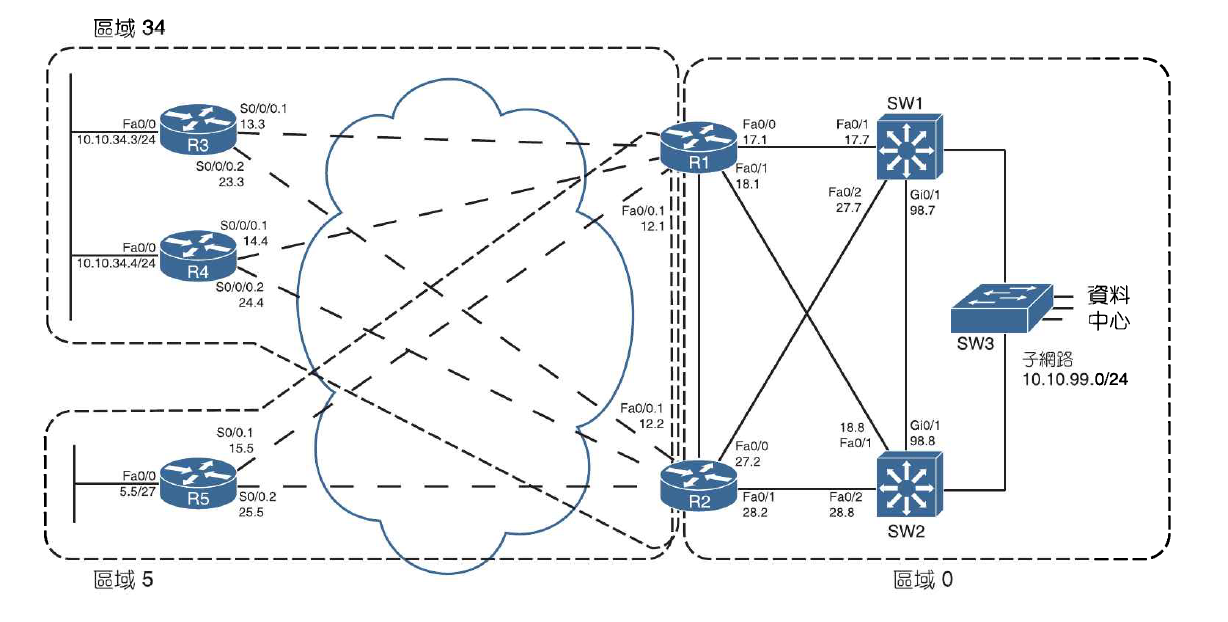 區域 34
S0/0/0.1
13.3
Fa0/0
10.10.34.3/24
R3
S0/0/0.2
23.3
S0/0/0.1
14.4
Fa0/0
10.10.34.4/24
R4
S0/0/0.2
24.4
S0/0.1
15.5
Fa0/0
5.5/27
R5
S0/0.2
25.5
區域 5
R1
Fa0/0
17.1
Fa0/1
18.1
Fa0/0.1
12.1
Fa0/0.1
12.2
R2
Fa0/0
27.2
Fa0/1
28.2
SW1
Fa0/1
17.7
Fa0/2
27.7
Gi0/1
98.7
SW3
資料
中心
子網路
10.10.99.0/24
18.8
Fa0/1
Gi0/1
98.8
Fa0/2
28.8
SW2
區域 0